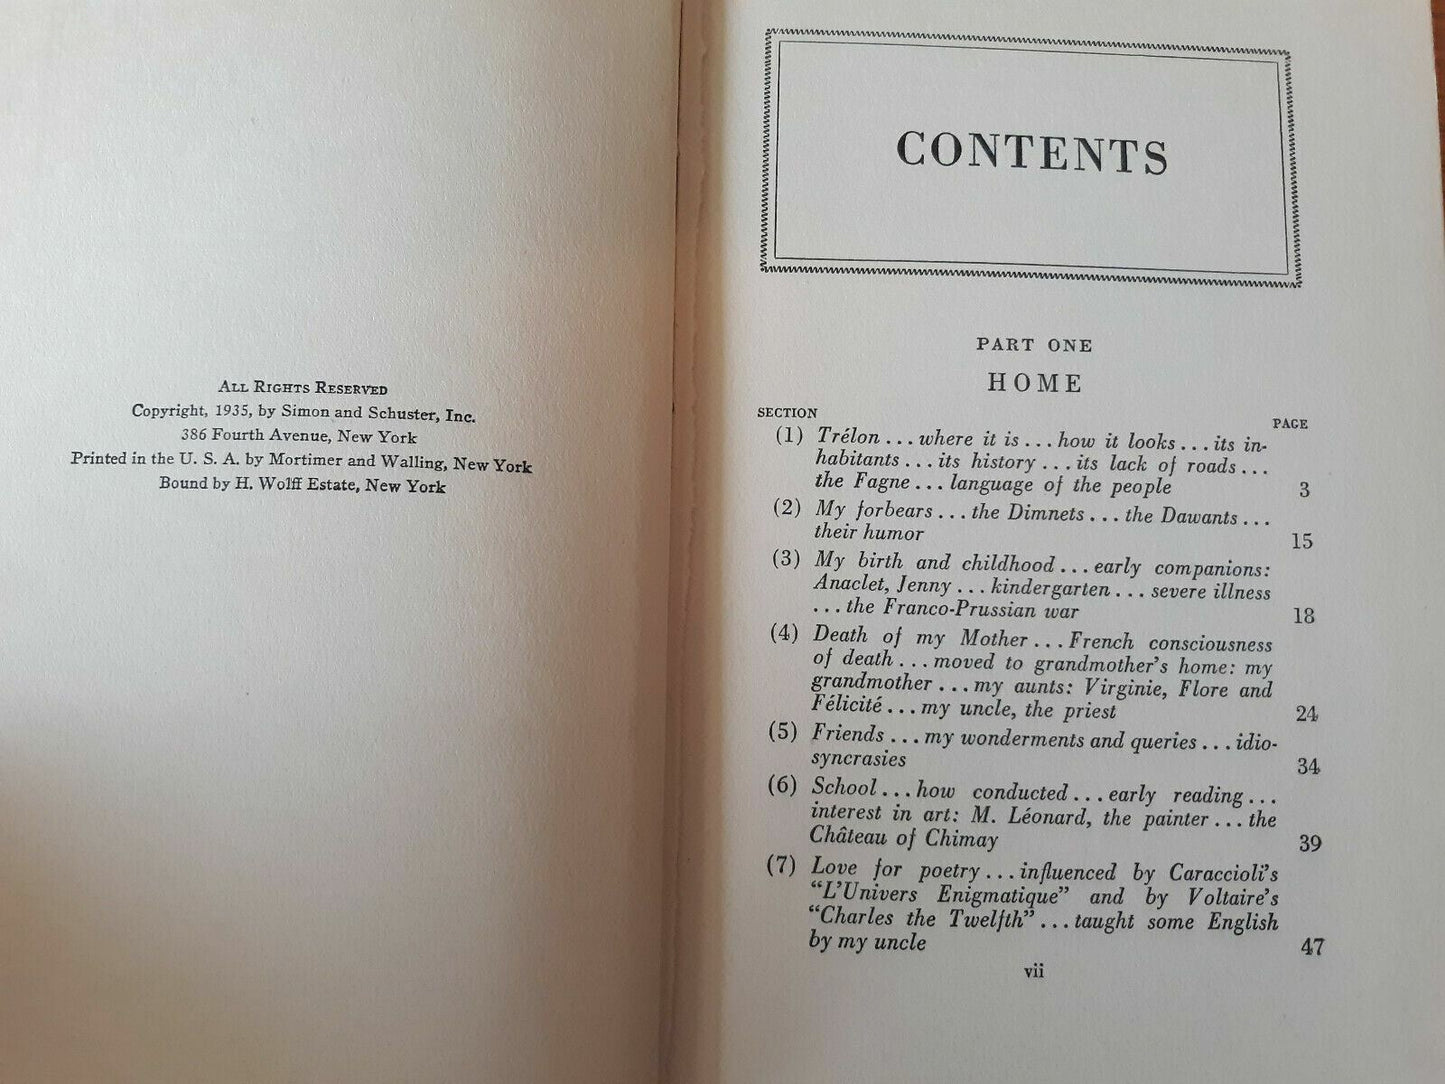 ALL RIGHTS RESERVED
Copyright, 1935, by Simon and Schuster, Inc.
386 Fourth Avenue, New York
Printed in the U. S. A. by Mortimer and Walling, New York
Bound by H. Wolff Estate, New York
CONTENTS
PART ONE
HOME
SECTION PAGE
(1) Trélon ... where it is ... how it looks ... its in-
habitants ... its history ... its lack of roads ...
the Fagne ... language of the people 3
(2) My forbears ... the Dimnets ... the Dawants ...
their humor 15
(3) My birth and childhood ... early companions:
Anaclet, Jenny ... kindergarten ... severe illness
... the Franco-Prussian war 18
(4) Death of my Mother ... French consciousness
of death ... moved to grandmother's home: my
grandmother ... my aunts: Virginie, Flore and
Félicité ... my uncle, the priest 24
(5) Friends ... my wonderments and queries ... idio-
syncrasies 34
(6) School ... how conducted ... early reading ...
interest in art: M. Léonard, the painter ... the
Château of Chimay 39
(7) Love for poetry ... influenced by Caraccioli's
"L'Univers Enigmatique" and by Voltaire's
"Charles the Twelfth" ... taught some English
by my uncle 47
vii